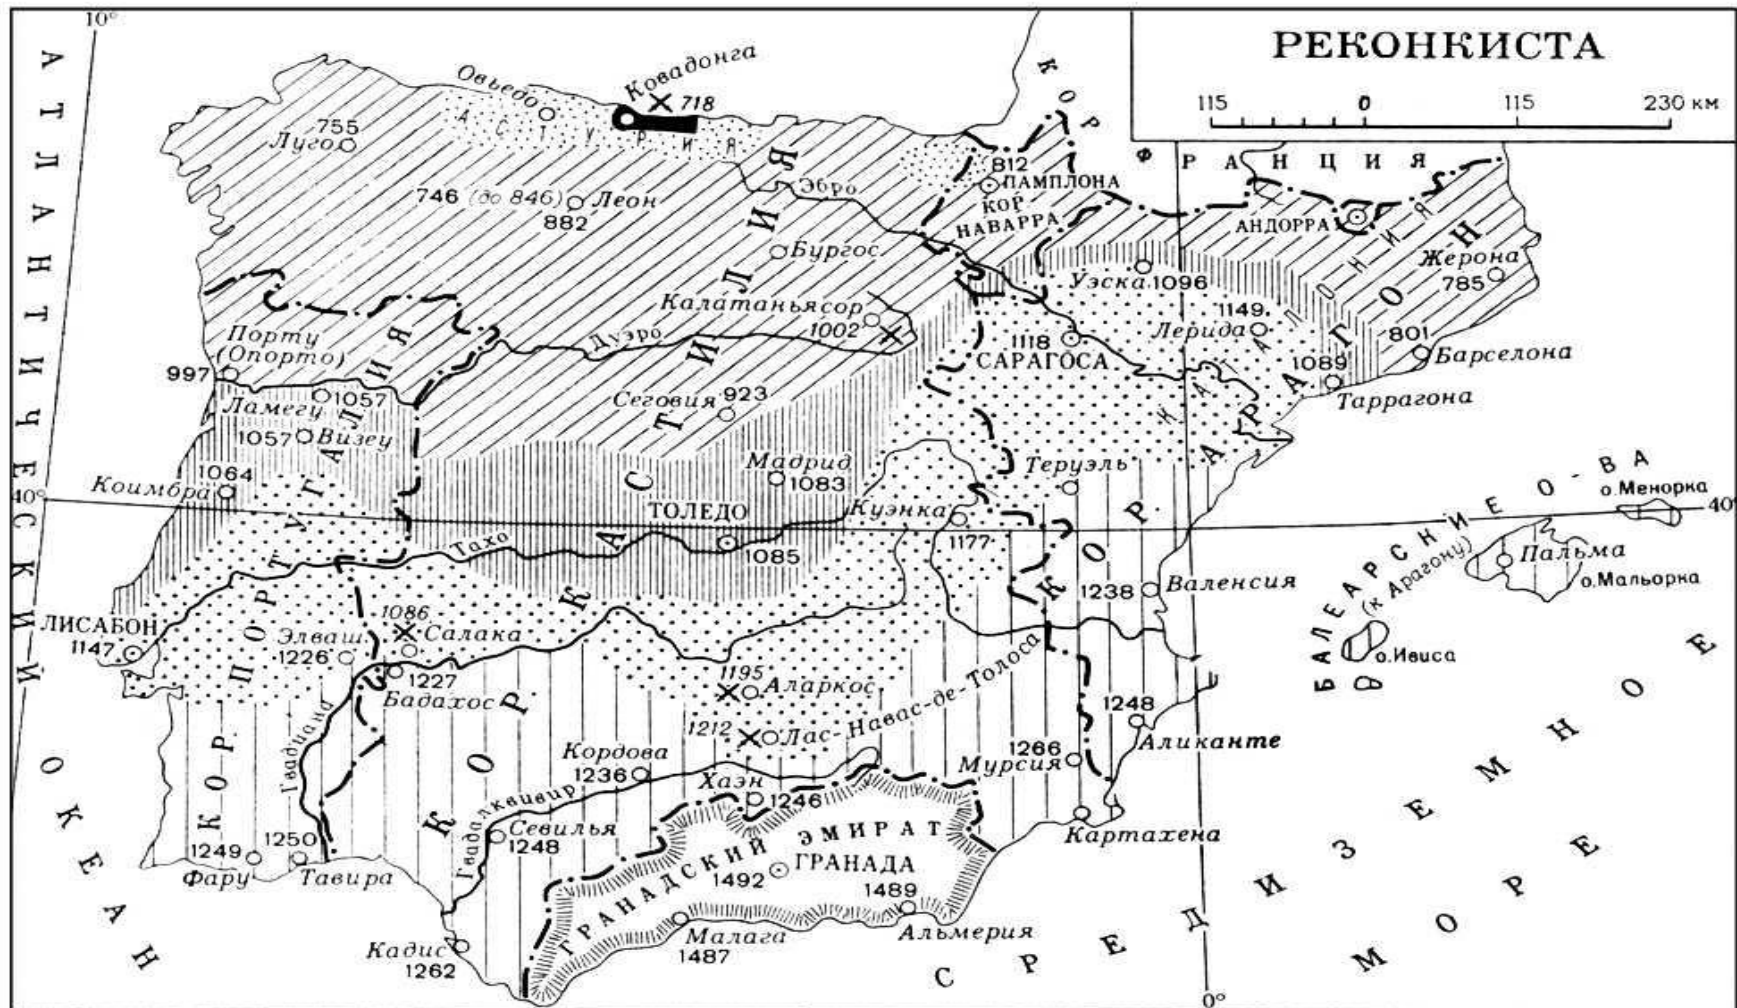 РЕКОНКИСТА
115 0 115 230 км
10°
АТЛАНТИЧЕСКИЙ
ОКЕАН
Овьедо
Ковадонга
718
АСТУРИЯ
755
Луго
746 (до 846)
Леон
882
Бургос
Эбро
812
ПАМПЛОНА
КОР
НАВАРРА
КОР ФРАНЦИЯ
АНДОРРА
Жерона
785
Уэска 1096
1149
Лерида
801
Барселона
1118
САРАГОСА
1089
Таррагона
КАТАЛОНИЯ
КОР. АРАГОН
Калатаньясор
1002
Дуэро
Порту
(Опорто)
997
1057
Ламегу
1057 Визеу
Сеговия 923
1064
Коимбра
Мадрид
1083
ТОЛЕДО
1085
Тахо
КОР. КАСТИЛИЯ
КОР. ПОРТУГАЛИЯ
Теруэль
Куэнка
1177
40°
40°
БАЛЕАРСКИЕ О-ВА
(к Арагону)
о.Менорка
Пальма
о.Мальорка
о.Ивиса
1238 Валенсия
ЛИСАБОН
1147
1086
Салака
Элваш
1226
1227
Бадахос
1195
Аларкос
1212
Лас-Навас-де-Толоса
1248
Аликанте
1266
Мурсия
Картахена
Гвадиана
Кордова
1236
Хаэн
1246
Гвадалквивир
Севилья
1248
1249
Фару
1250
Тавира
Кадис
1262
ГРАНАДСКИЙ ЭМИРАТ
ГРАНАДА
1492
1489
Альмерия
Малага
1487
СРЕДИЗЕМНОЕ
МОРЕ
0°